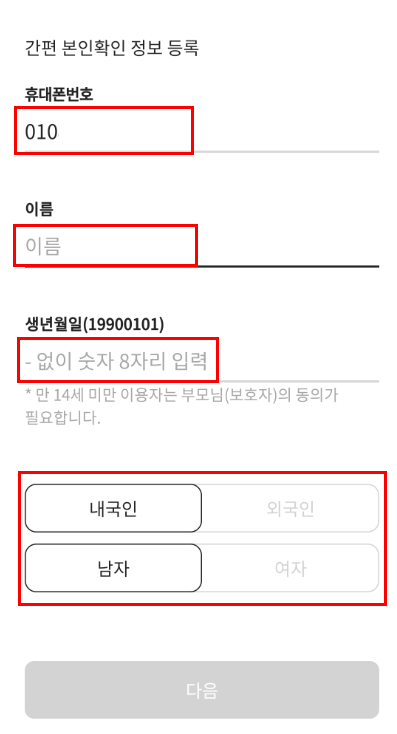 간편 본인확인 정보 등록
휴대폰번호
010
이름
이름
생년월일(19900101)
- 없이 숫자 8자리 입력
* 만 14세 미만 이용자는 부모님(보호자)의 동의가
필요합니다.
내국인 외국인
남자 여자
다음